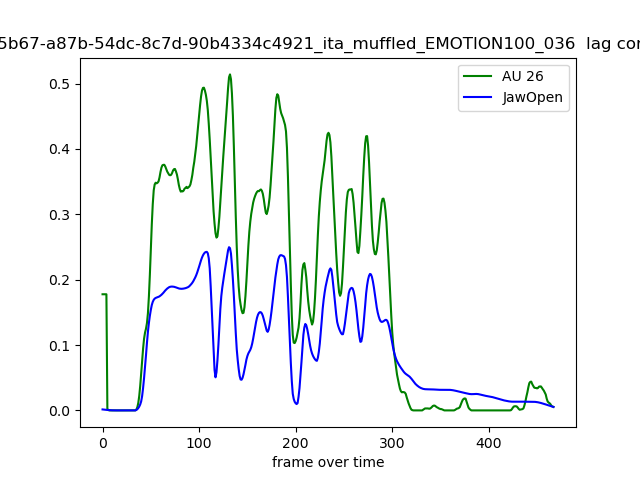 5b67-a87b-54dc-8c7d-90b4334c4921_ita_muffled_EMOTION100_036 lag cor
AU 26
JawOpen
0.5
0.4
0.3
0.2
0.1
0.0
0 100 200 300 400
frame over time